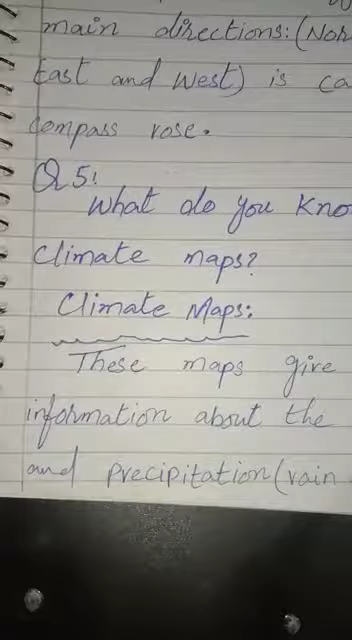 main directions:(Nor
East and West) is ca
compass rose.
Q5:
What do you Kno
Climate maps?
Climate Maps:
These maps give
information about the
and precipitation(rain